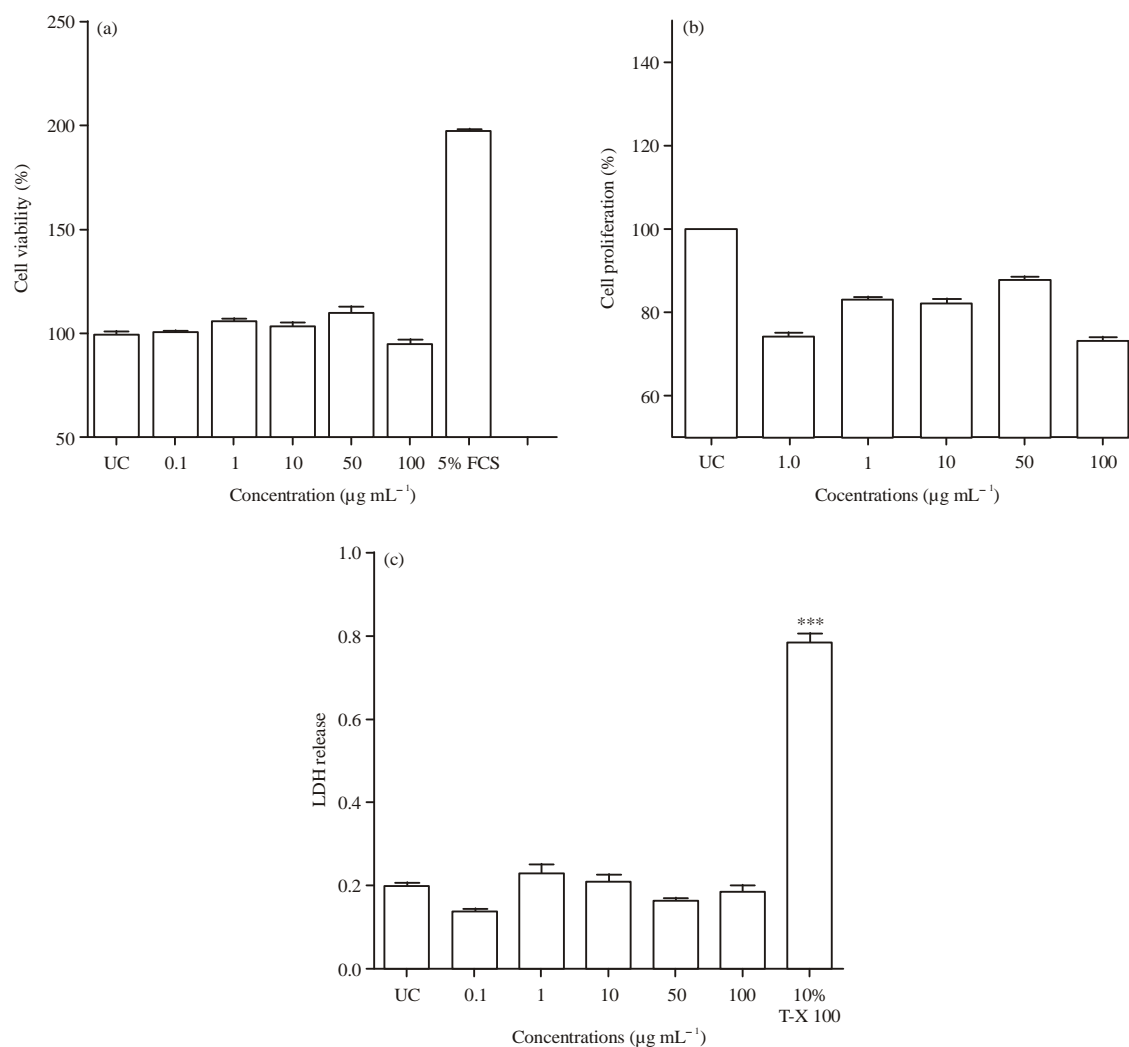 (a)
250
200
150
100
50
Cell viability (%)
UC 0.1 1 10 50 100 5% FCS
Concentration (µg mL⁻¹)
(b)
140
120
100
80
60
Cell proliferation (%)
UC 1.0 1 10 50 100
Cocentrations (µg mL⁻¹)
(c)
1.0
0.8
0.6
0.4
0.2
0.0
LDH release
***
UC 0.1 1 10 50 100 10%
T-X 100
Concentrations (µg mL⁻¹)